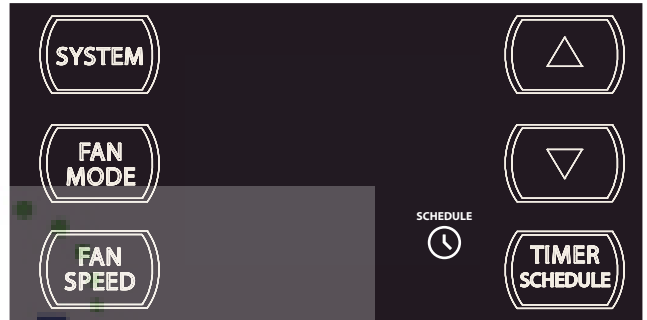 SYSTEM
FAN
MODE
SCHEDULE
FAN
SPEED
TIMER
SCHEDULE